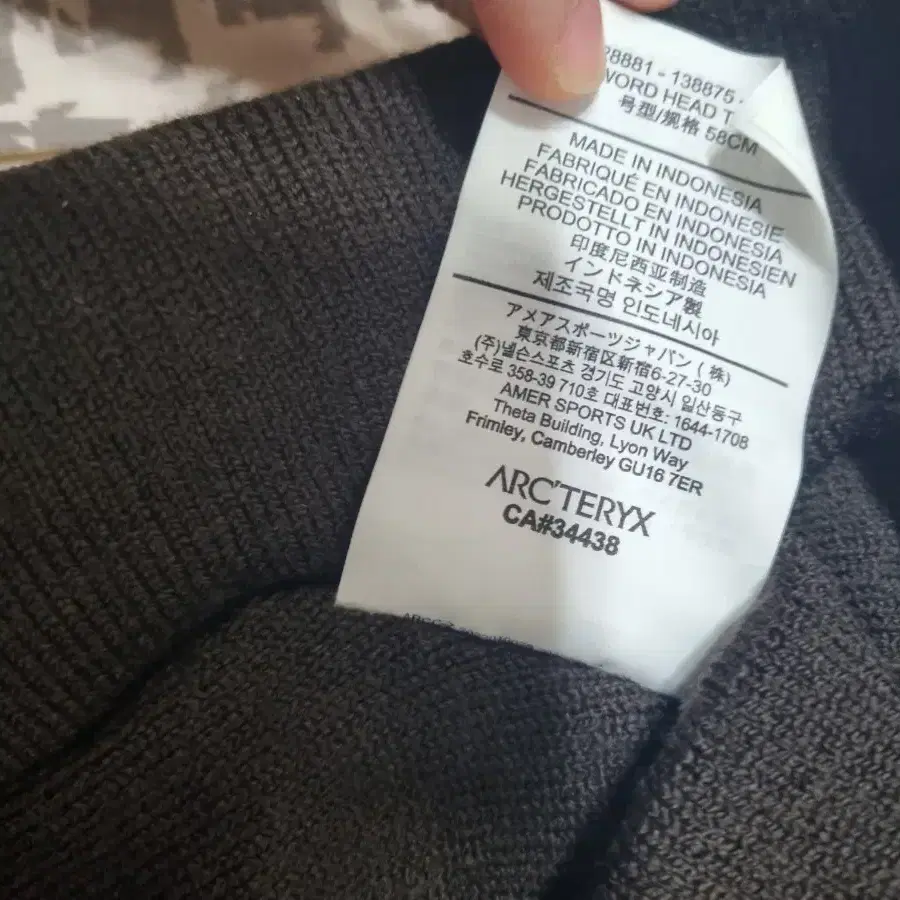 28881 - 138875 -
WORD HEAD T
号型/规格 58CM
MADE IN INDONESIA
FABRIQUÉ EN INDONESIE
FABRICADO EN INDONESIA
HERGESTELLT IN INDONESIEN
PRODOTTO IN INDONESIA
印度尼西亚制造
インドネシア製
제조국명 인도네시아
アメアスポーツジャパン (株)
東京都新宿区新宿6-27-30
(주)넬슨스포츠 경기도 고양시 일산동구
호수로 358-39 710호 대표번호: 1644-1708
AMER SPORTS UK LTD
Theta Building, Lyon Way
Frimley, Camberley GU16 7ER
ARC'TERYX
CA#34438